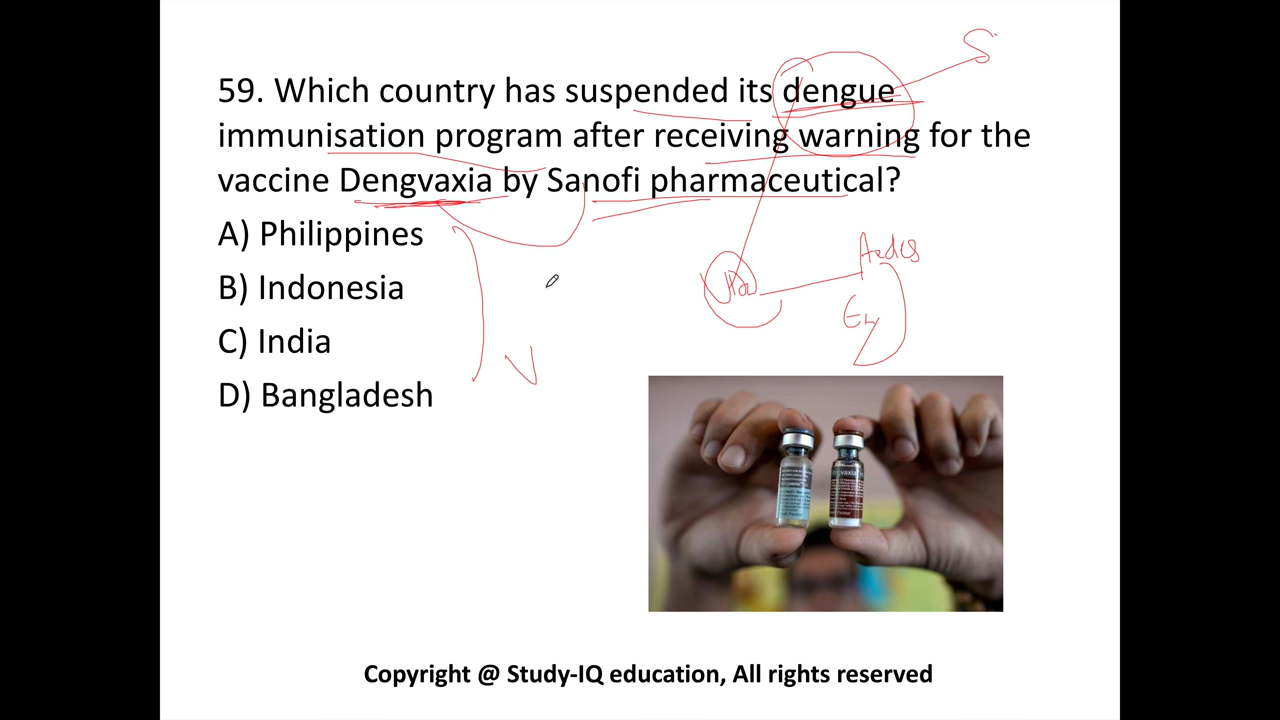 59. Which country has suspended its dengue
immunisation program after receiving warning for the
vaccine Dengvaxia by Sanofi pharmaceutical?
A) Philippines
B) Indonesia
C) India
D) Bangladesh
S
Aedes
V
Copyright @ Study-IQ education, All rights reserved